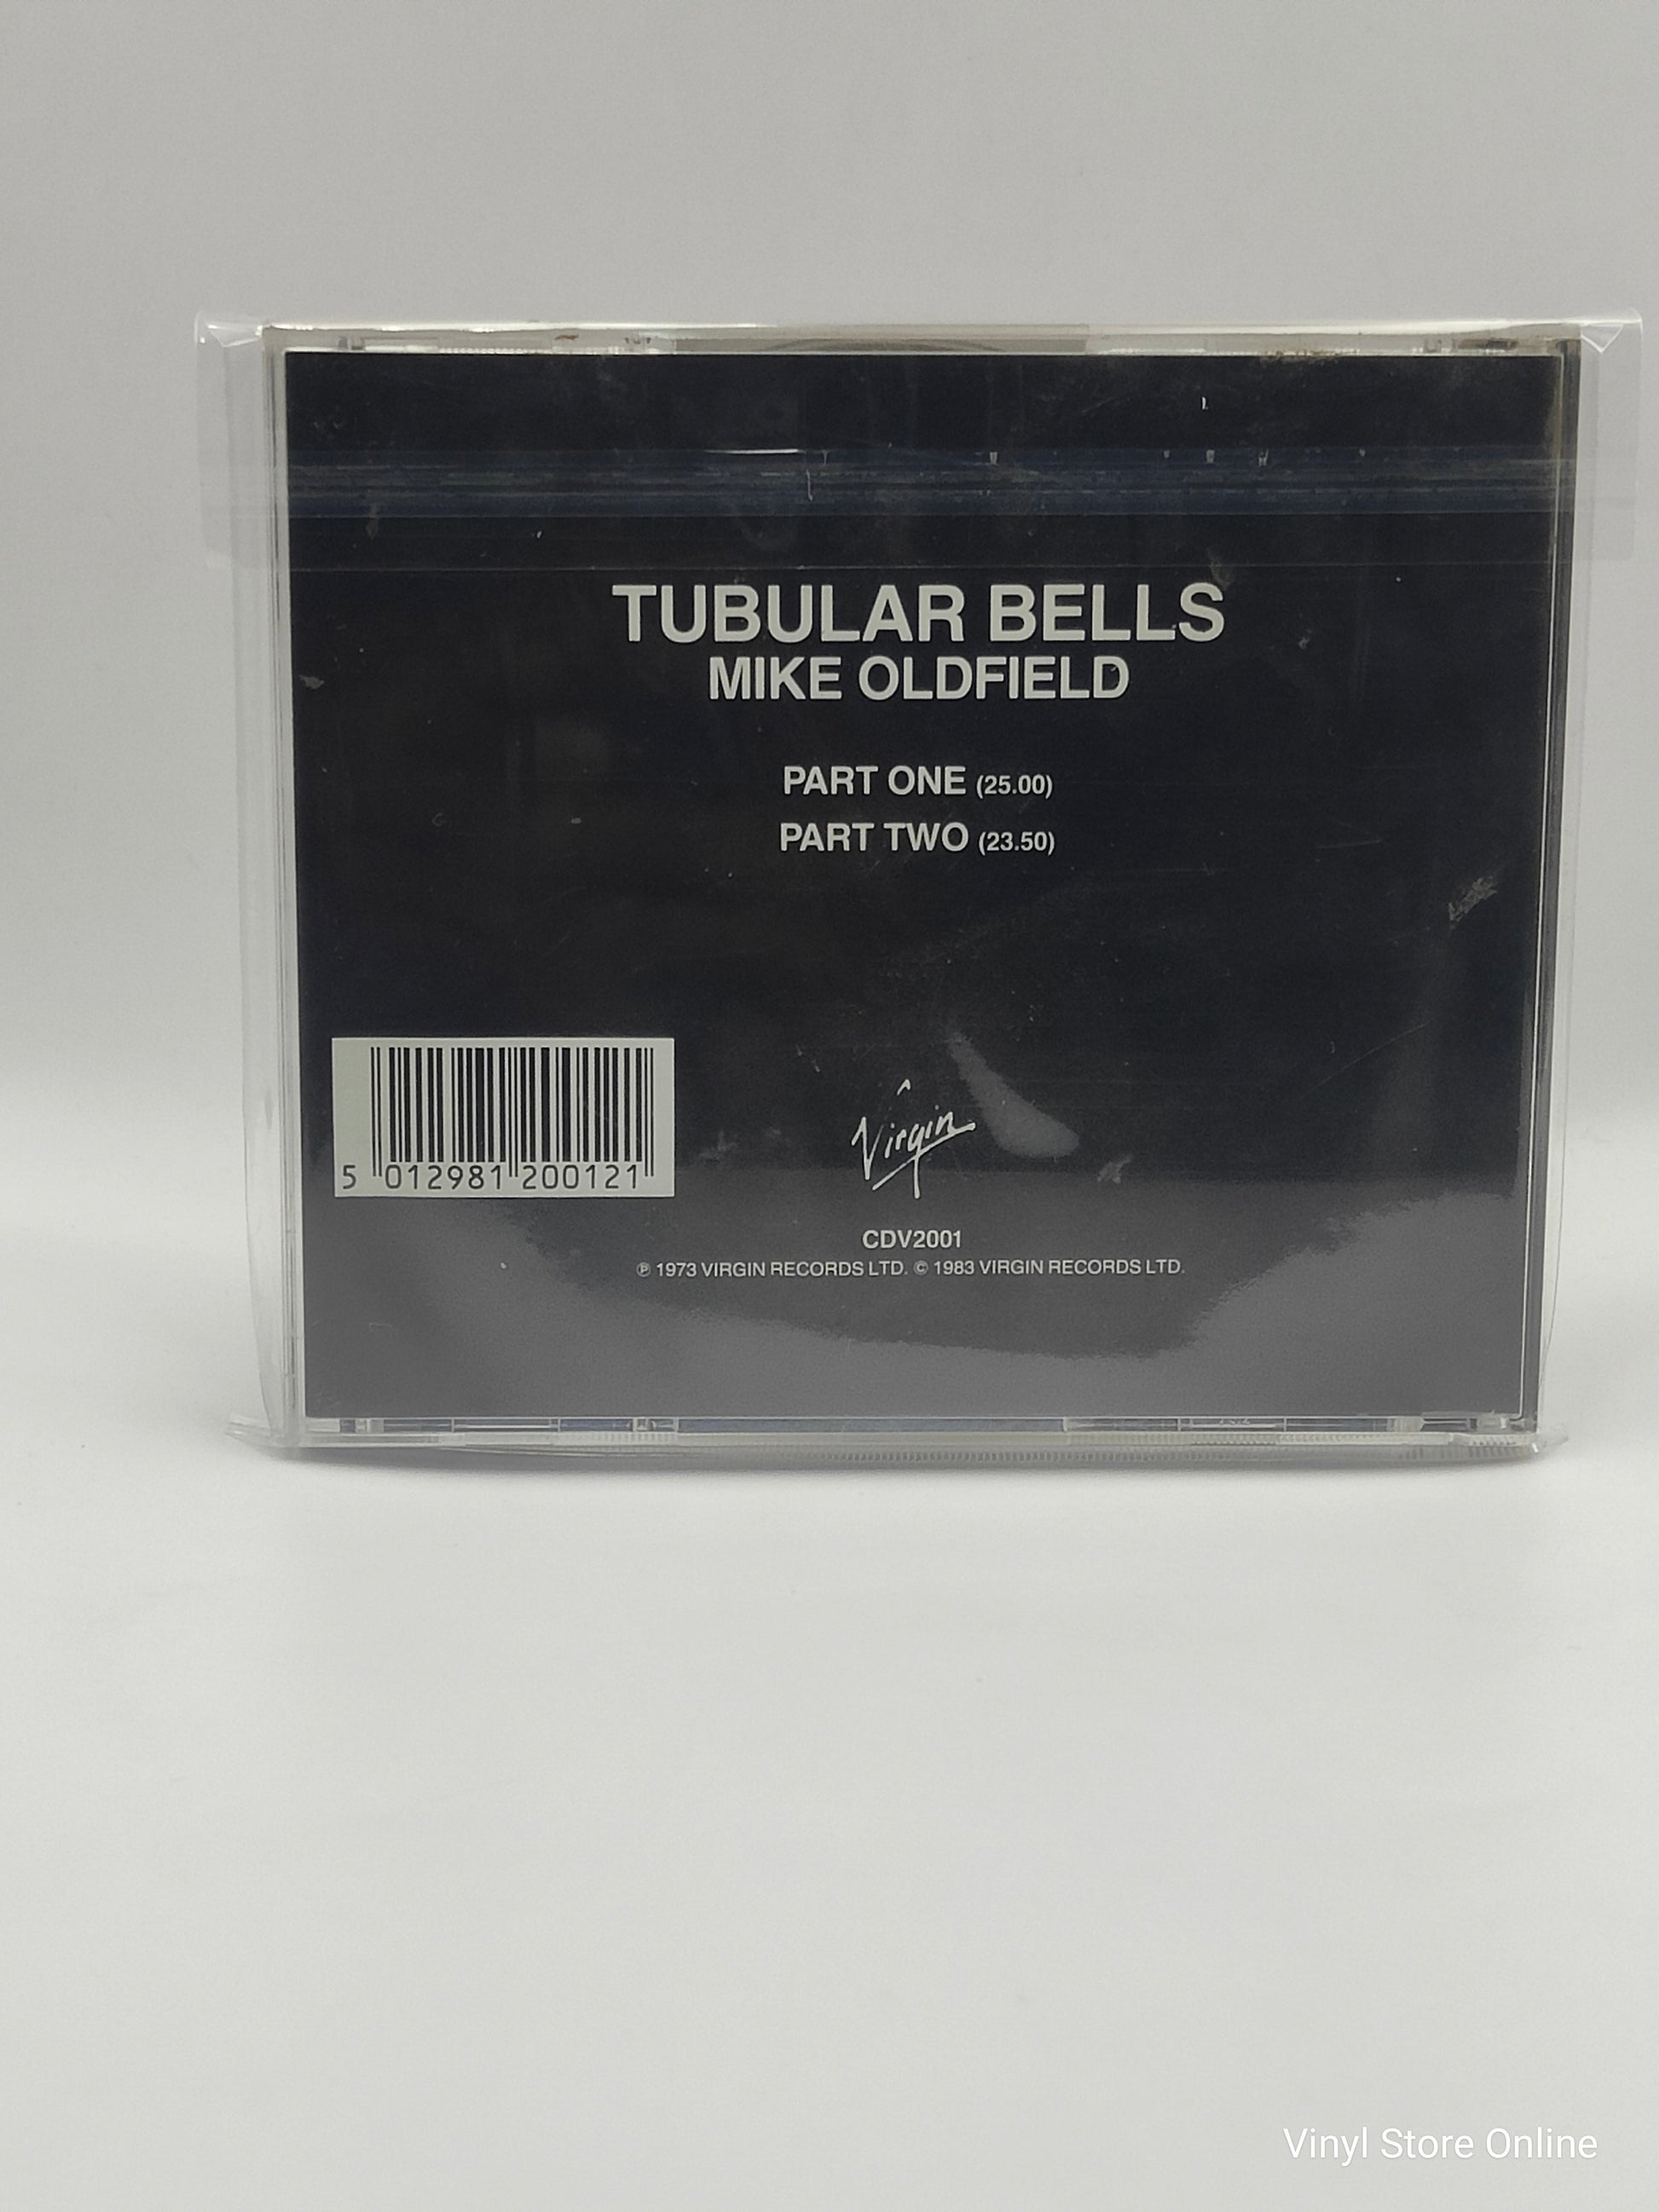 TUBULAR BELLS
MIKE OLDFIELD
PART ONE (25.00)
PART TWO (23.50)
5 012981 200121
Virgin
CDV2001
℗ 1973 VIRGIN RECORDS LTD. © 1983 VIRGIN RECORDS LTD.
Vinyl Store Online